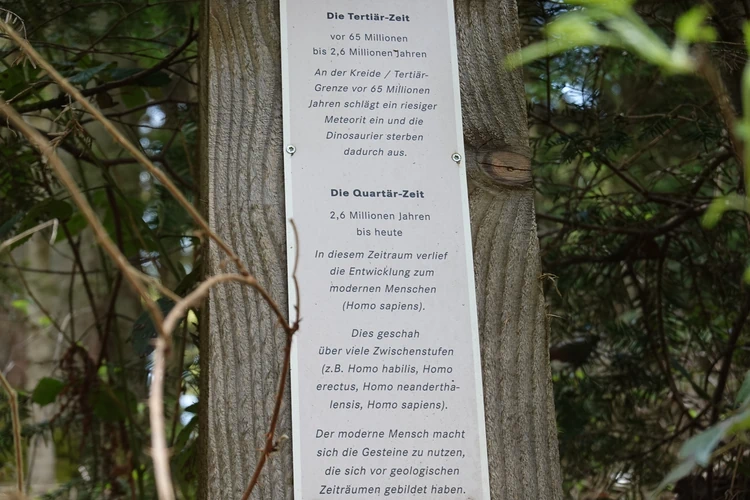 Die Tertiär-Zeit
vor 65 Millionen
bis 2,6 Millionen Jahren
An der Kreide / Tertiär-
Grenze vor 65 Millionen
Jahren schlägt ein riesiger
Meteorit ein und die
Dinosaurier sterben
dadurch aus.
Die Quartär-Zeit
2,6 Millionen Jahren
bis heute
In diesem Zeitraum verlief
die Entwicklung zum
modernen Menschen
(Homo sapiens).
Dies geschah
über viele Zwischenstufen
(z.B. Homo habilis, Homo
erectus, Homo neandertha-
lensis, Homo sapiens).
Der moderne Mensch macht
sich die Gesteine zu nutzen,
die sich vor geologischen
Zeiträumen gebildet haben.